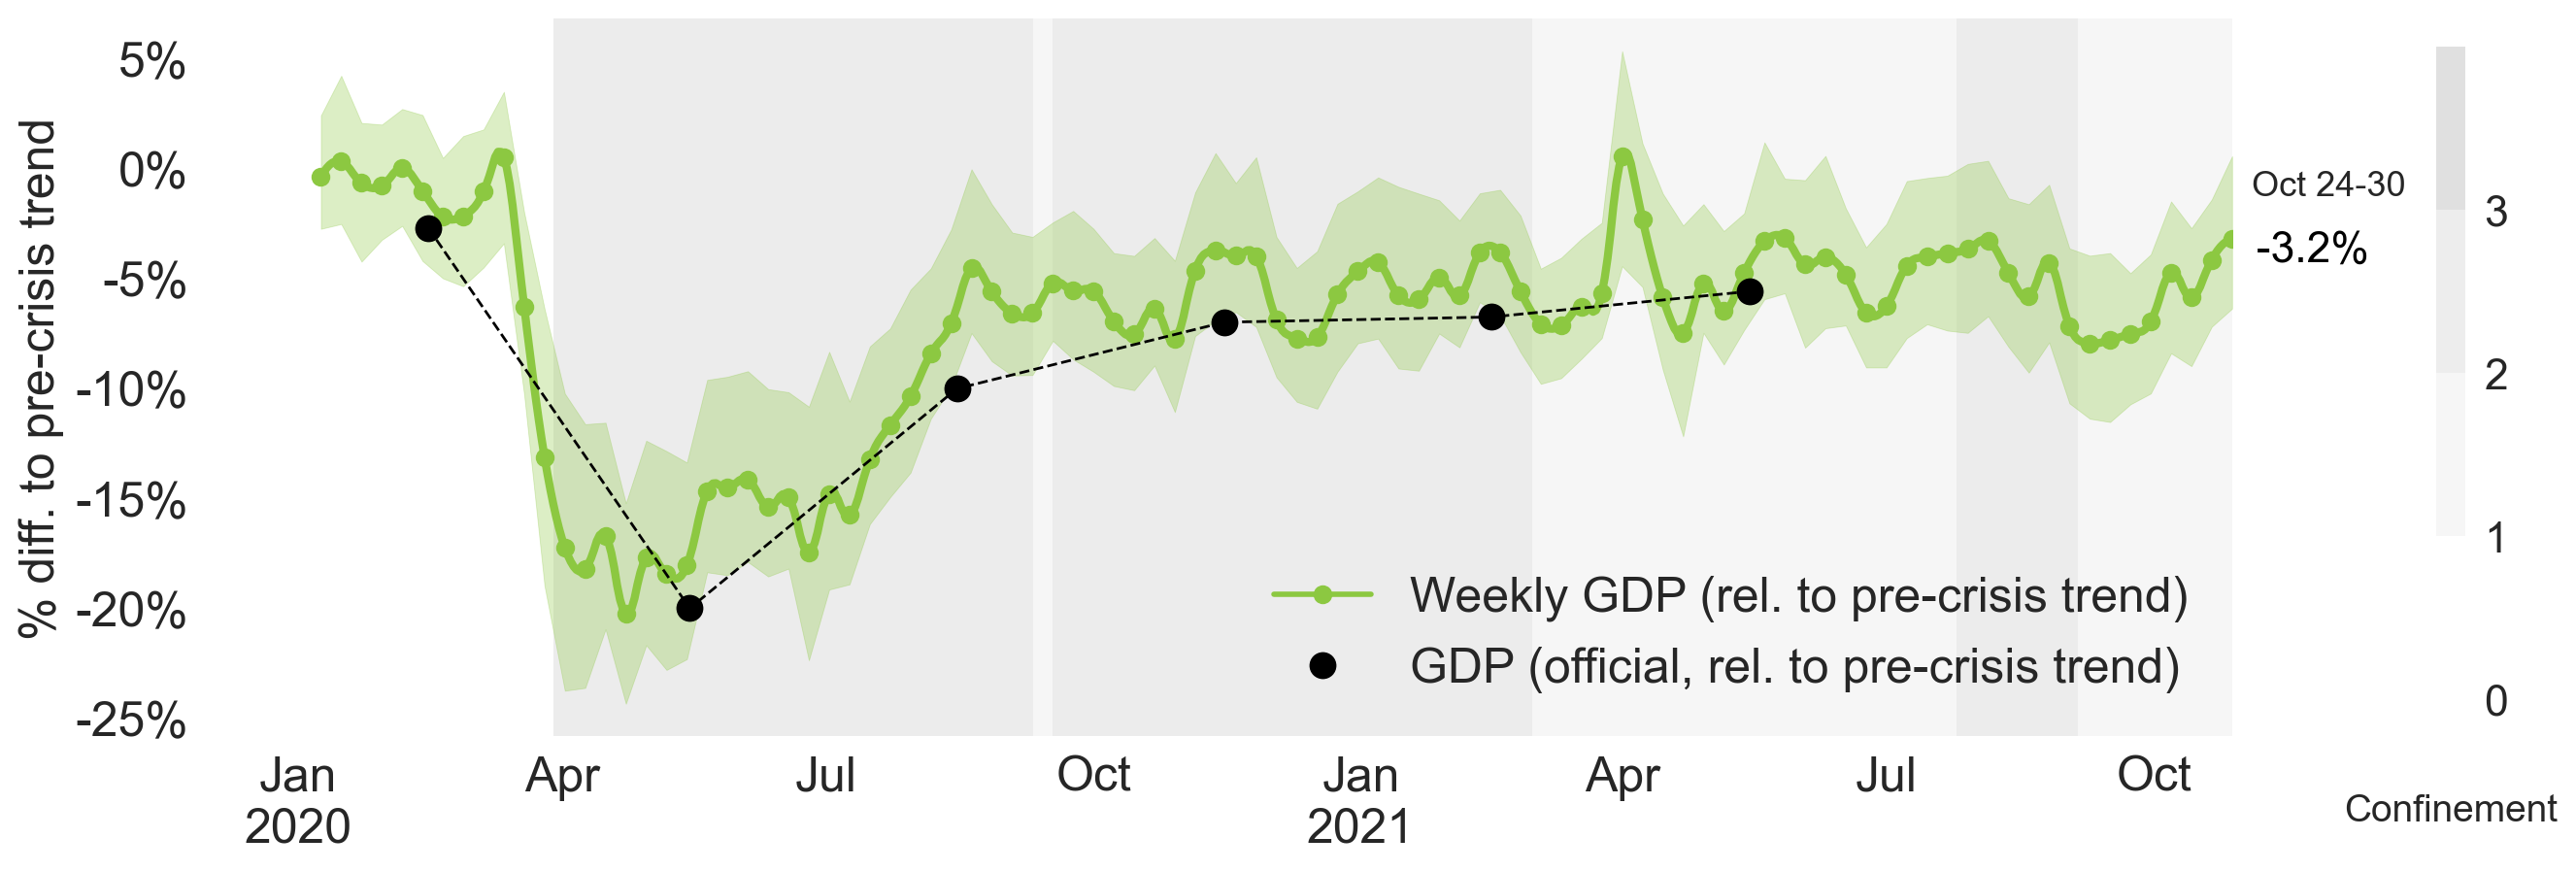 % diff. to pre-crisis trend
5%
0%
-5%
-10%
-15%
-20%
-25%
Jan
2020
Apr
Jul
Oct
Jan
2021
Apr
Jul
Oct
Weekly GDP (rel. to pre-crisis trend)
GDP (official, rel. to pre-crisis trend)
Oct 24-30
-3.2%
3
2
1
0
Confinement